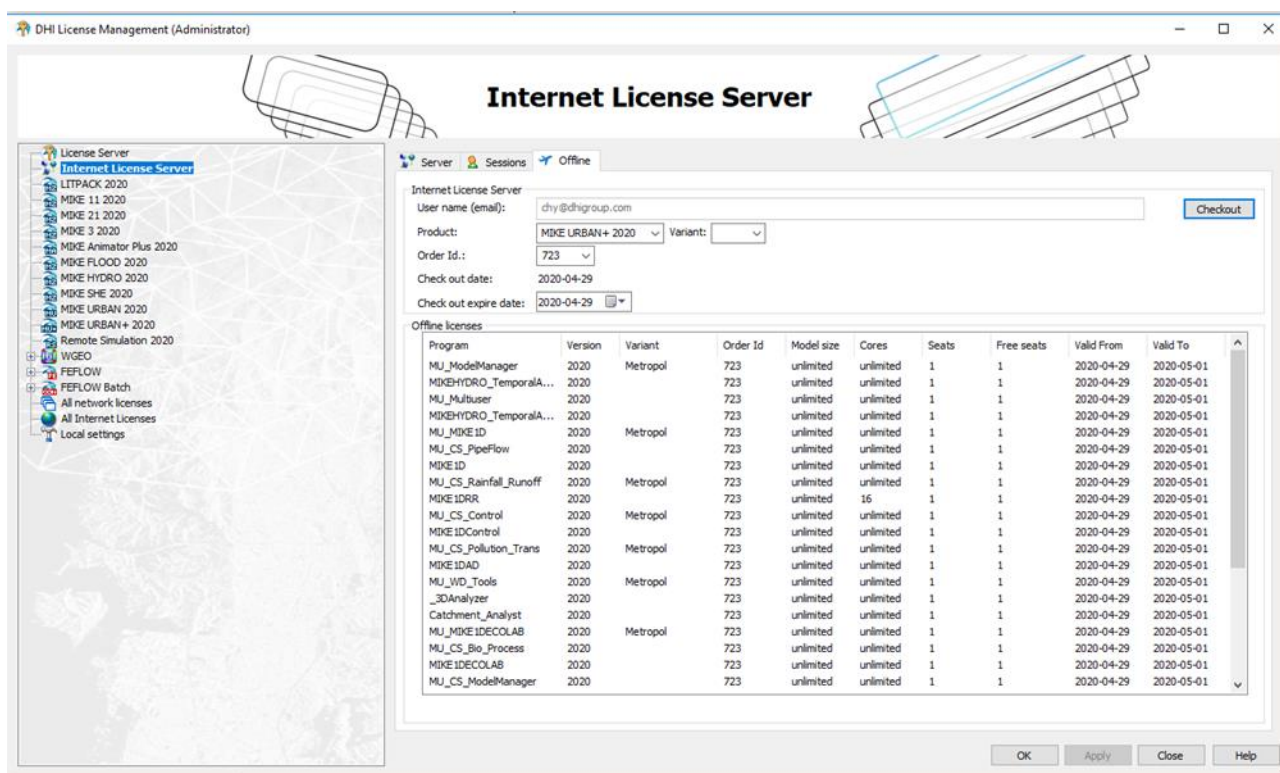 DHI License Management (Administrator)
Internet License Server
License Server
Internet License Server
LITPACK 2020
MIKE 11 2020
MIKE 21 2020
MIKE 3 2020
MIKE Animator Plus 2020
MIKE FLOOD 2020
MIKE HYDRO 2020
MIKE SHE 2020
MIKE URBAN 2020
MIKE URBAN+ 2020
Remote Simulation 2020
WGEO
FEFLOW
FEFLOW Batch
All network licenses
All Internet Licenses
Local settings
Server Sessions Offline
Internet License Server
User name (email): chy@dhigroup.com Checkout
Product: MIKE URBAN+ 2020 Variant:
Order Id.: 723
Check out date: 2020-04-29
Check out expire date: 2020-04-29
Offline licenses
Program Version Variant Order Id Model size Cores Seats Free seats Valid From Valid To
MU_ModelManager 2020 Metropol 723 unlimited unlimited 1 1 2020-04-29 2020-05-01
MIKEHYDRO_TemporalA... 2020 723 unlimited unlimited 1 1 2020-04-29 2020-05-01
MU_Multiuser 2020 723 unlimited unlimited 1 1 2020-04-29 2020-05-01
MIKEHYDRO_TemporalA... 2020 723 unlimited unlimited 1 1 2020-04-29 2020-05-01
MU_MIKE1D 2020 Metropol 723 unlimited unlimited 1 1 2020-04-29 2020-05-01
MU_CS_PipeFlow 2020 723 unlimited unlimited 1 1 2020-04-29 2020-05-01
MIKE1D 2020 723 unlimited unlimited 1 1 2020-04-29 2020-05-01
MU_CS_Rainfall_Runoff 2020 Metropol 723 unlimited unlimited 1 1 2020-04-29 2020-05-01
MIKE1DRR 2020 723 unlimited 16 1 1 2020-04-29 2020-05-01
MU_CS_Control 2020 Metropol 723 unlimited unlimited 1 1 2020-04-29 2020-05-01
MIKE1DControl 2020 723 unlimited unlimited 1 1 2020-04-29 2020-05-01
MU_CS_Pollution_Trans 2020 Metropol 723 unlimited unlimited 1 1 2020-04-29 2020-05-01
MIKE1DAD 2020 723 unlimited unlimited 1 1 2020-04-29 2020-05-01
MU_WD_Tools 2020 Metropol 723 unlimited unlimited 1 1 2020-04-29 2020-05-01
_3DAnalyzer 2020 723 unlimited unlimited 1 1 2020-04-29 2020-05-01
Catchment_Analyst 2020 723 unlimited unlimited 1 1 2020-04-29 2020-05-01
MU_MIKE1DECOLAB 2020 Metropol 723 unlimited unlimited 1 1 2020-04-29 2020-05-01
MU_CS_Bio_Process 2020 723 unlimited unlimited 1 1 2020-04-29 2020-05-01
MIKE1DECOLAB 2020 723 unlimited unlimited 1 1 2020-04-29 2020-05-01
MU_CS_ModelManager 2020 723 unlimited unlimited 1 1 2020-04-29 2020-05-01
OK Apply Close Help